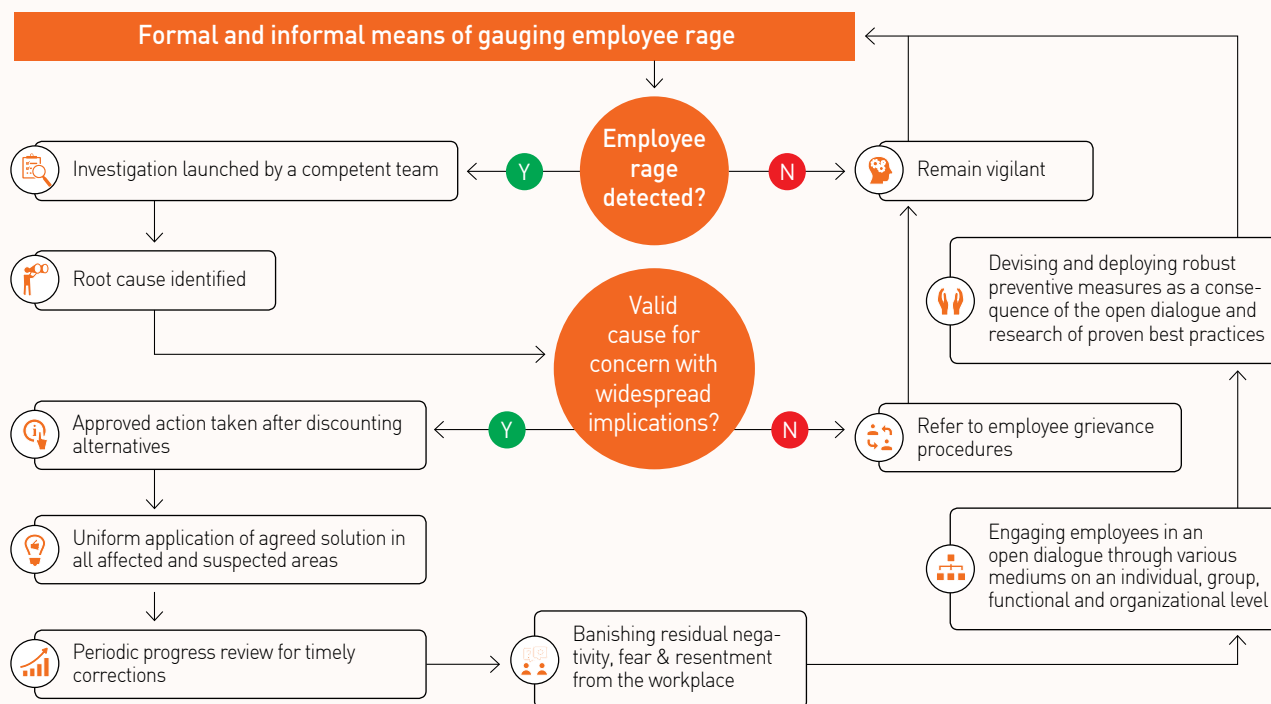 Formal and informal means of gauging employee rage
Employee
rage
detected?
Y
N
Investigation launched by a competent team
Remain vigilant
Root cause identified
Devising and deploying robust
preventive measures as a conse-
quence of the open dialogue and
research of proven best practices
Valid
cause for
concern with
widespread
implications?
Y
N
Approved action taken after discounting
alternatives
Refer to employee grievance
procedures
Uniform application of agreed solution in
all affected and suspected areas
Engaging employees in an
open dialogue through various
mediums on an individual, group,
functional and organizational level
Periodic progress review for timely
corrections
Banishing residual nega-
tivity, fear & resentment
from the workplace